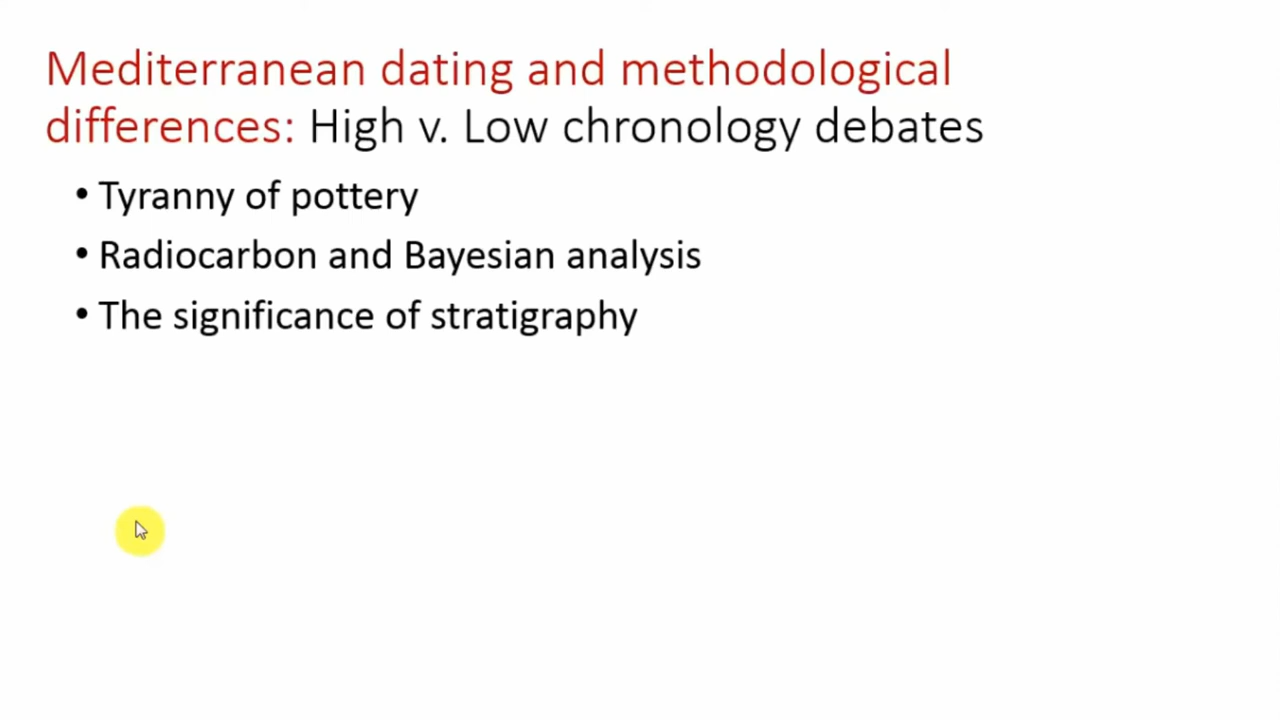 Mediterranean dating and methodological
differences: High v. Low chronology debates
• Tyranny of pottery
• Radiocarbon and Bayesian analysis
• The significance of stratigraphy